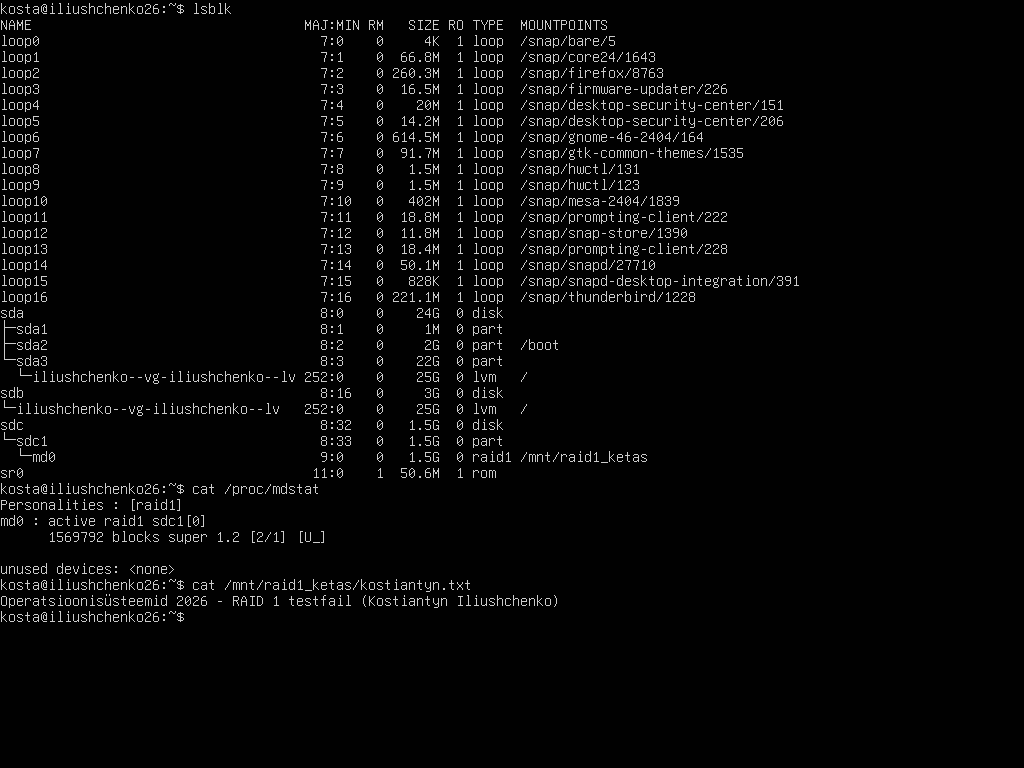 kosta@iliushchenko26:~$ lsblk
NAME                                  MAJ:MIN RM   SIZE RO TYPE  MOUNTPOINTS
loop0                                   7:0    0     4K  1 loop  /snap/bare/5
loop1                                   7:1    0  66.8M  1 loop  /snap/core24/1643
loop2                                   7:2    0 260.3M  1 loop  /snap/firefox/8763
loop3                                   7:3    0  16.5M  1 loop  /snap/firmware-updater/226
loop4                                   7:4    0    20M  1 loop  /snap/desktop-security-center/151
loop5                                   7:5    0  14.2M  1 loop  /snap/desktop-security-center/206
loop6                                   7:6    0 614.5M  1 loop  /snap/gnome-46-2404/164
loop7                                   7:7    0  91.7M  1 loop  /snap/gtk-common-themes/1535
loop8                                   7:8    0   1.5M  1 loop  /snap/hwctl/131
loop9                                   7:9    0   1.5M  1 loop  /snap/hwctl/123
loop10                                  7:10   0   402M  1 loop  /snap/mesa-2404/1839
loop11                                  7:11   0  18.8M  1 loop  /snap/prompting-client/222
loop12                                  7:12   0  11.8M  1 loop  /snap/snap-store/1390
loop13                                  7:13   0  18.4M  1 loop  /snap/prompting-client/228
loop14                                  7:14   0  50.1M  1 loop  /snap/snapd/27710
loop15                                  7:15   0   828K  1 loop  /snap/snapd-desktop-integration/391
loop16                                  7:16   0 221.1M  1 loop  /snap/thunderbird/1228
sda                                     8:0    0    24G  0 disk
├─sda1                                  8:1    0     1M  0 part
├─sda2                                  8:2    0     2G  0 part  /boot
└─sda3                                  8:3    0    22G  0 part
  └─iliushchenko--vg-iliushchenko--lv 252:0    0    25G  0 lvm   /
sdb                                     8:16   0     3G  0 disk
└─iliushchenko--vg-iliushchenko--lv   252:0    0    25G  0 lvm   /
sdc                                     8:32   0   1.5G  0 disk
└─sdc1                                  8:33   0   1.5G  0 part
  └─md0                                 9:0    0   1.5G  0 raid1 /mnt/raid1_ketas
sr0                                    11:0    1  50.6M  1 rom
kosta@iliushchenko26:~$ cat /proc/mdstat
Personalities : [raid1]
md0 : active raid1 sdc1[0]
      1569792 blocks super 1.2 [2/1] [U_]

unused devices: <none>
kosta@iliushchenko26:~$ cat /mnt/raid1_ketas/kostiantyn.txt
Operatsioonisüsteemid 2026 - RAID 1 testfail (Kostiantyn Iliushchenko)
kosta@iliushchenko26:~$